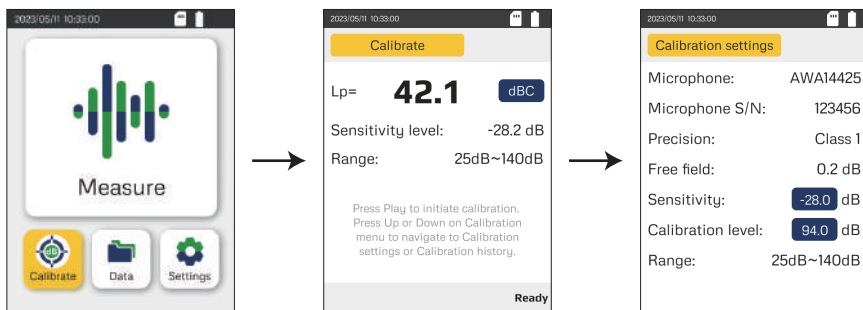 2023/05/11 10:33:00
Measure
dB
Calibrate
Data
Settings
2023/05/11 10:33:00
Calibrate
Lp= 42.1 dBC
Sensitivity level: -28.2 dB
Range: 25dB~140dB
Press Play to initiate calibration.
Press Up or Down on Calibration
menu to navigate to Calibration
settings or Calibration history.
Ready
2023/05/11 10:33:00
Calibration settings
Microphone: AWA14425
Microphone S/N: 123456
Precision: Class 1
Free field: 0.2 dB
Sensitivity: -28.0 dB
Calibration level: 94.0 dB
Range: 25dB~140dB